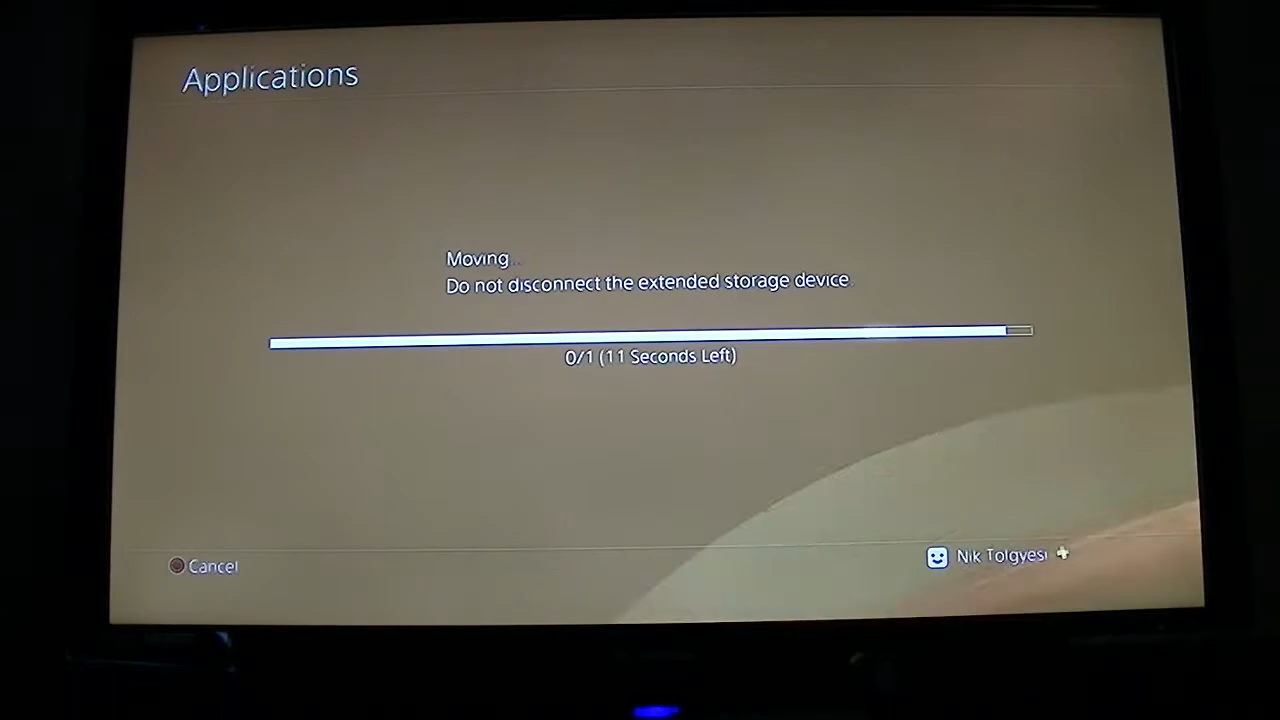 Applications
Moving...
Do not disconnect the extended storage device.
0/1 (11 Seconds Left)
Cancel
Nik Tolgyesi